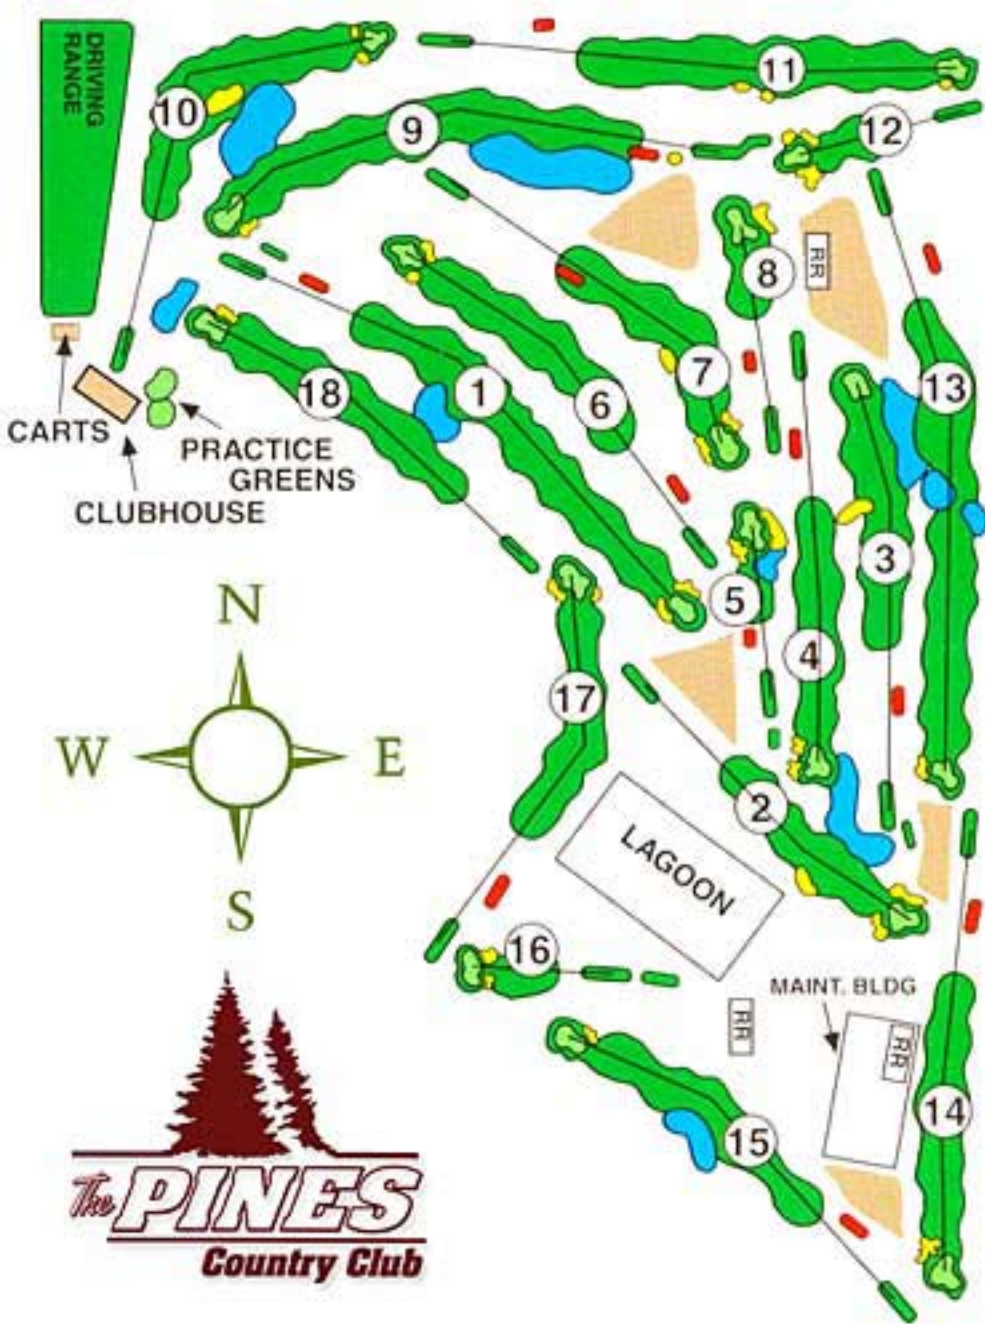 DRIVING
RANGE
10
11
9
12
8
RR
7
13
6
1
18
CARTS
PRACTICE
GREENS
CLUBHOUSE
3
5
4
17
N
W
E
S
2
LAGOON
16
MAINT. BLDG
RR
RR
14
15
The PINES
Country Club